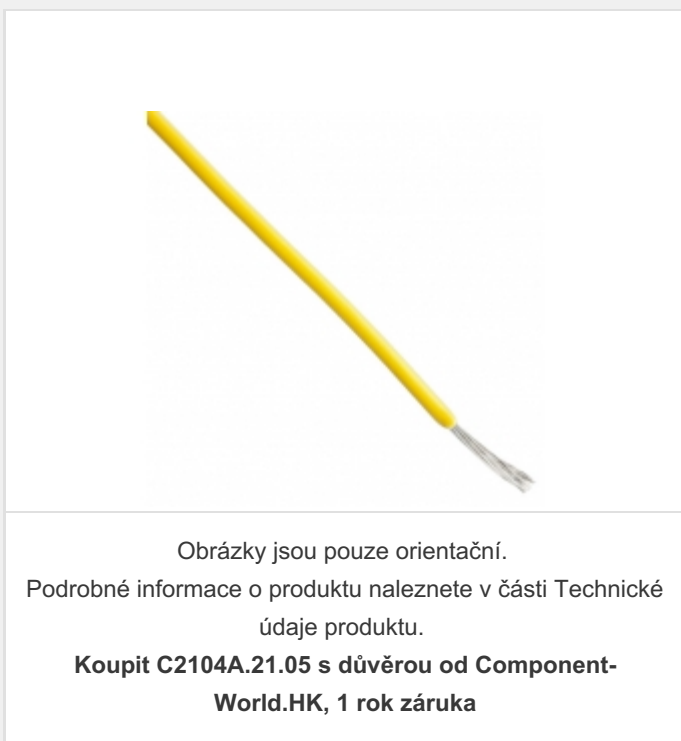 Obrázky jsou pouze orientační.
Podrobné informace o produktu naleznete v části Technické
údaje produktu.
Koupit C2104A.21.05 s důvěrou od Component-
World.HK, 1 rok záruka